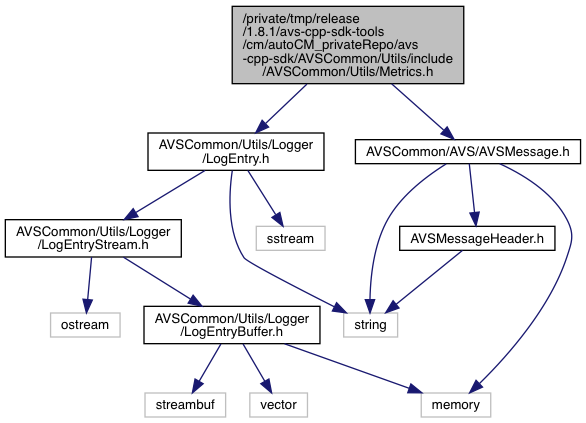 /private/tmp/release
/1.8.1/avs-cpp-sdk-tools
/cm/autoCM_privateRepo/avs
-cpp-sdk/AVSCommon/Utils/include
/AVSCommon/Utils/Metrics.h
AVSCommon/Utils/Logger
/LogEntry.h
AVSCommon/AVS/AVSMessage.h
AVSCommon/Utils/Logger
/LogEntryStream.h
sstream
AVSMessageHeader.h
ostream
AVSCommon/Utils/Logger
/LogEntryBuffer.h
string
streambuf
vector
memory